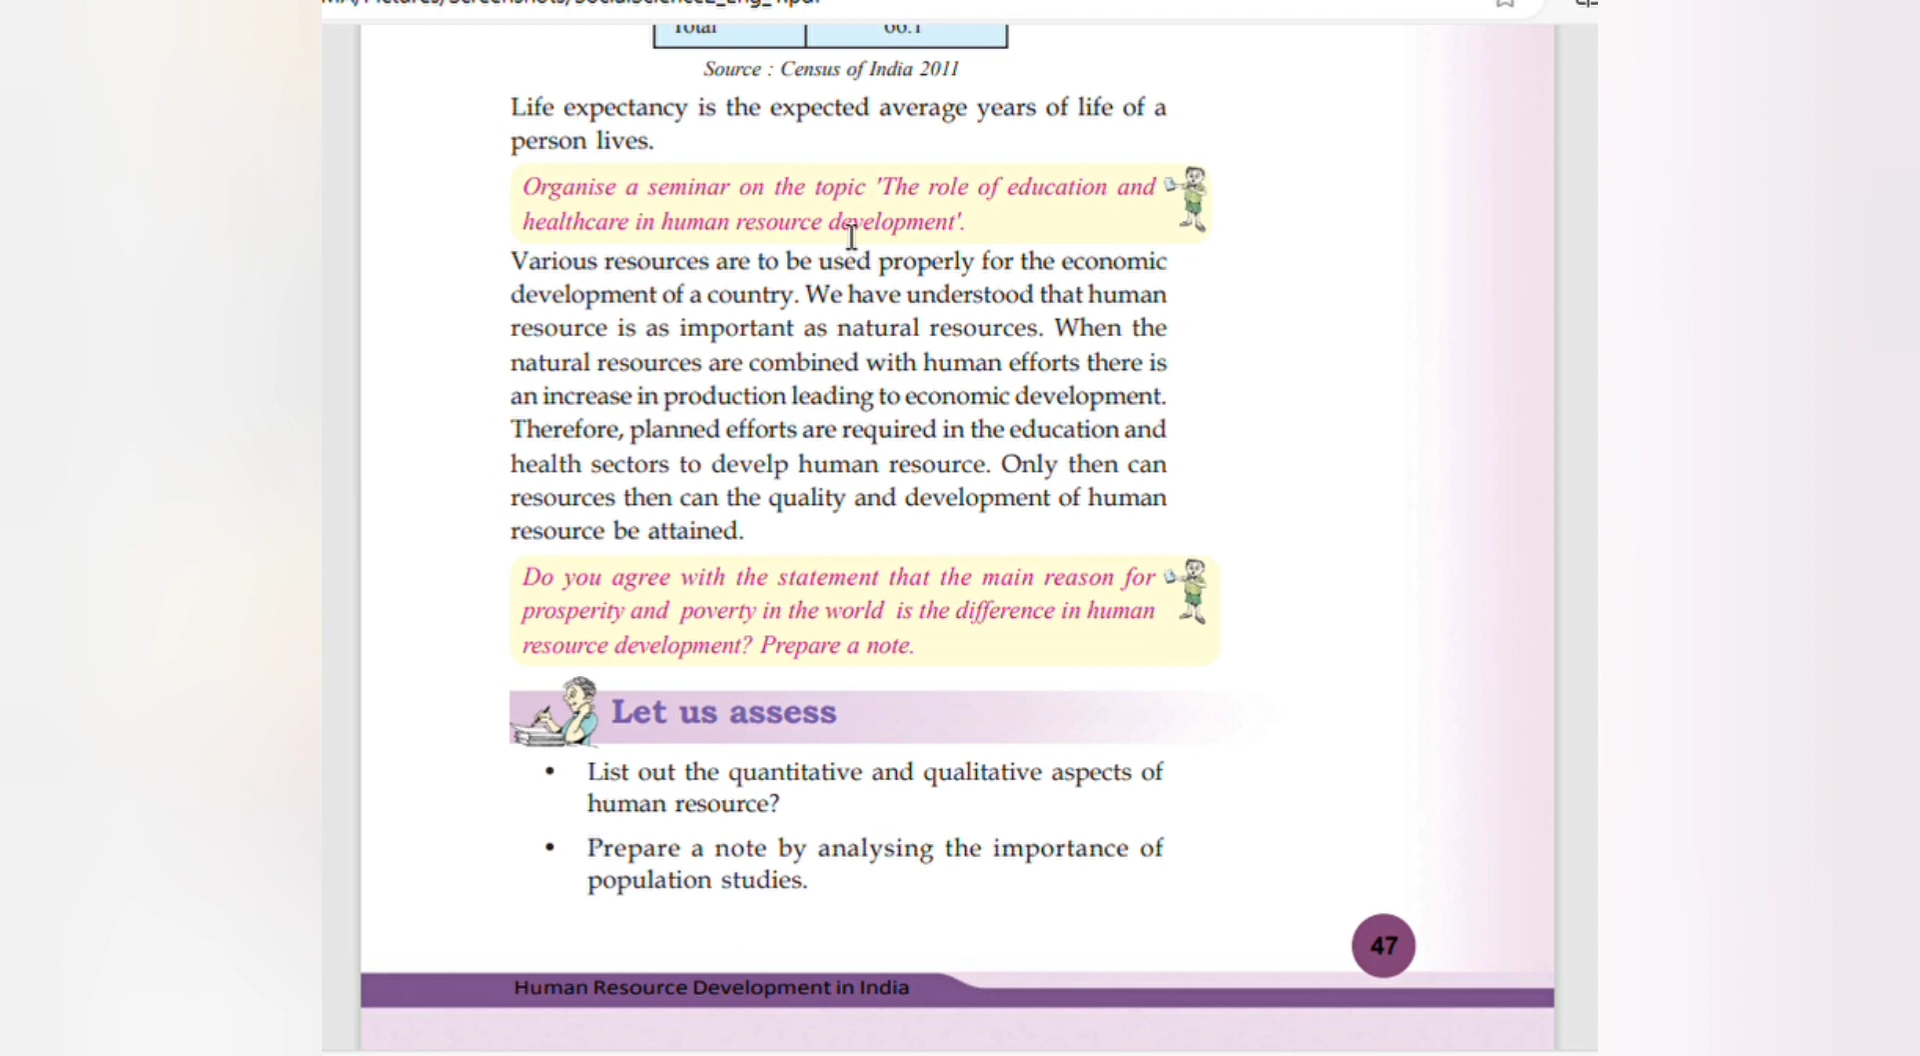 Total 66.1
Source : Census of India 2011
Life expectancy is the expected average years of life of a
person lives.
Organise a seminar on the topic 'The role of education and
healthcare in human resource development'.
Various resources are to be used properly for the economic
development of a country. We have understood that human
resource is as important as natural resources. When the
natural resources are combined with human efforts there is
an increase in production leading to economic development.
Therefore, planned efforts are required in the education and
health sectors to develp human resource. Only then can
resources then can the quality and development of human
resource be attained.
Do you agree with the statement that the main reason for
prosperity and poverty in the world is the difference in human
resource development? Prepare a note.
Let us assess
• List out the quantitative and qualitative aspects of
human resource?
• Prepare a note by analysing the importance of
population studies.
47
Human Resource Development in India